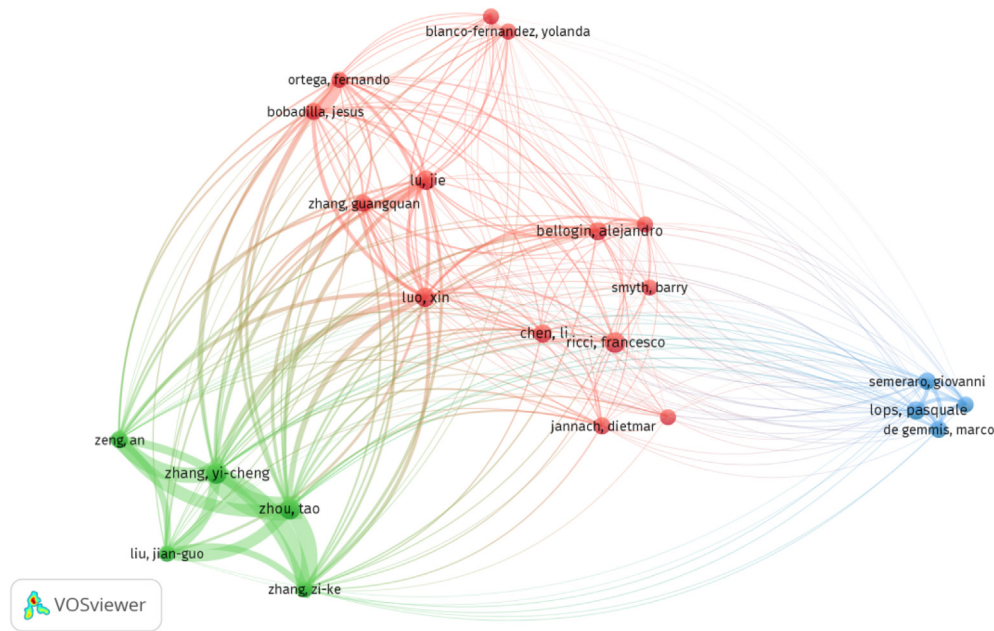 blanco-fernandez, yolanda
ortega, fernando
bobadilla, jesus
lu, jie
zhang, guangquan
bellogin, alejandro
smyth, barry
luo, xin
chen, li
ricci, francesco
semeraro, giovanni
lops, pasquale
jannach, dietmar
de gemmis, marco
zeng, an
zhang, yi-cheng
zhou, tao
liu, jian-guo
zhang, zi-ke
VOSviewer